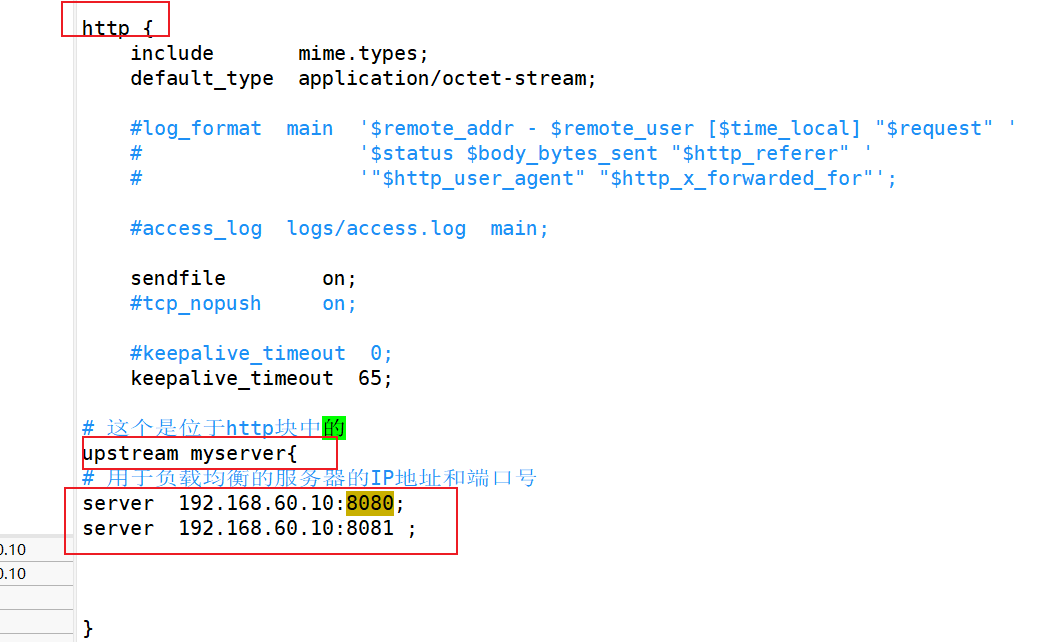 http {
    include       mime.types;
    default_type  application/octet-stream;
    #log_format  main  '$remote_addr - $remote_user [$time_local] "$request" '
    #                  '$status $body_bytes_sent "$http_referer" '
    #                  '"$http_user_agent" "$http_x_forwarded_for"';
    #access_log  logs/access.log  main;
    sendfile        on;
    #tcp_nopush     on;
    #keepalive_timeout  0;
    keepalive_timeout  65;
# 这个是位于http块中的
upstream myserver{
# 用于负载均衡的服务器的IP地址和端口号
server  192.168.60.10:8080;
server  192.168.60.10:8081 ;
0.10
0.10
}